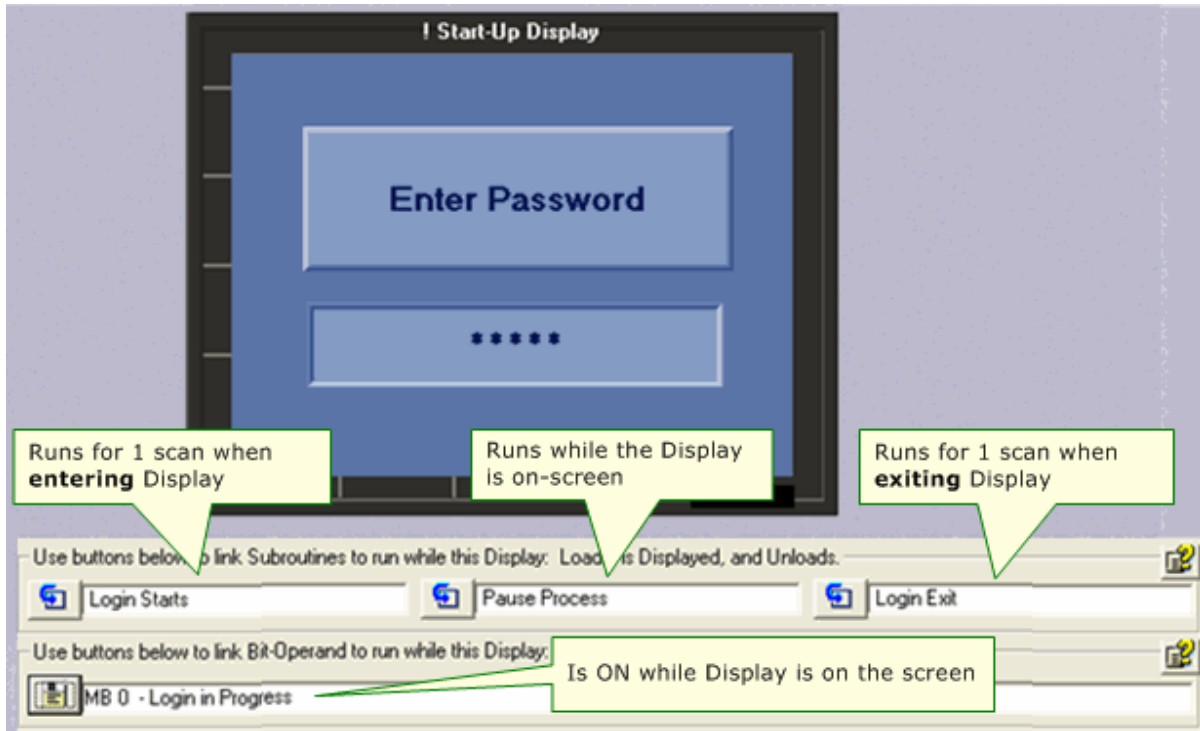 ! Start-Up Display
Enter Password
*****
Runs for 1 scan when
entering Display
Runs while the Display
is on-screen
Runs for 1 scan when
exiting Display
Use buttons below to link Subroutines to run while this Display: Loads, is Displayed, and Unloads.
Login Starts
Pause Process
Login Exit
Use buttons below to link Bit-Operand to run while this Display:
Is ON while Display is on the screen
MB 0 - Login in Progress